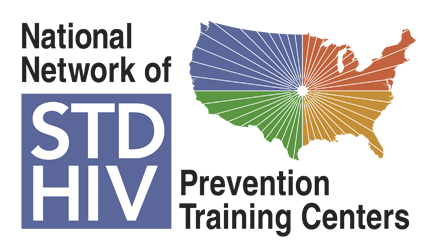 National
Network of
STD
HIV
Prevention
Training Centers